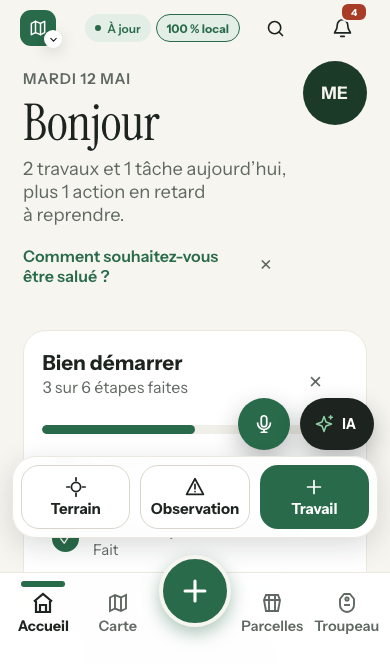 À jour
100 % local
4
MARDI 12 MAI
ME
Bonjour
2 travaux et 1 tâche aujourd’hui,
plus 1 action en retard
à reprendre.
Comment souhaitez-vous
être salué ?
Bien démarrer
3 sur 6 étapes faites
IA
Terrain
Observation
Travail
Fait
Accueil
Carte
Parcelles
Troupeau